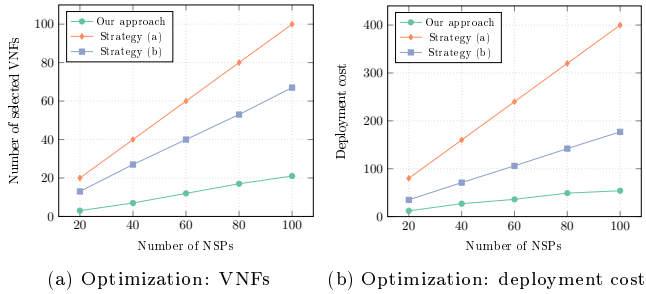 Our approach
Strategy (a)
Strategy (b)
100
80
60
40
20
0
20 40 60 80 100
Number of selected VNFs
Number of NSPs
(a) Optimization: VNFs
Our approach
Strategy (a)
Strategy (b)
400
300
200
100
0
20 40 60 80 100
Deployment cost
Number of NSPs
(b) Optimization: deployment cost